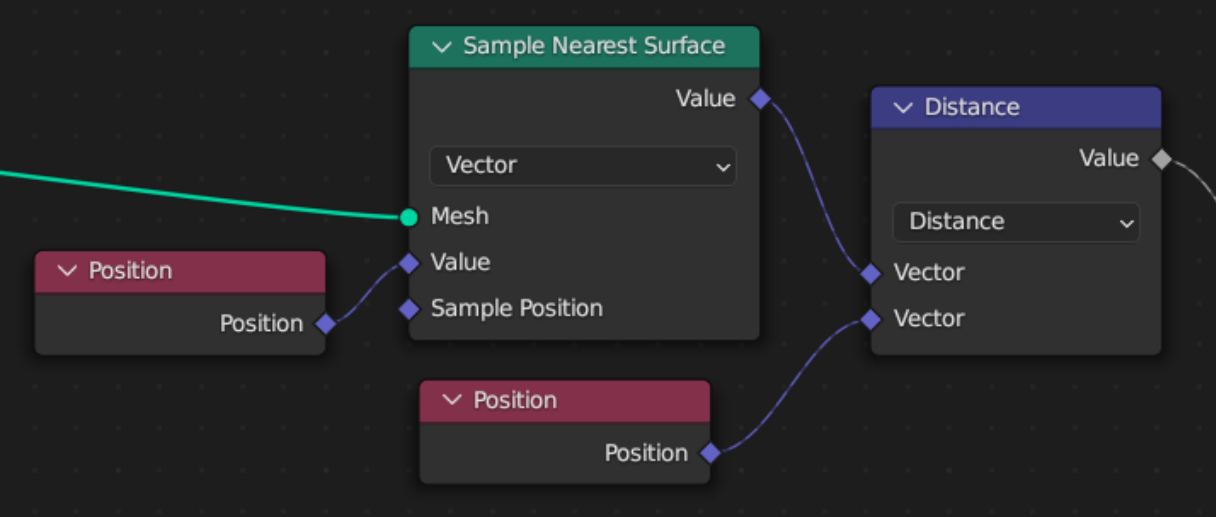 Sample Nearest Surface
Value
Vector
Mesh
Value
Sample Position
Position
Position
Position
Position
Distance
Value
Distance
Vector
Vector